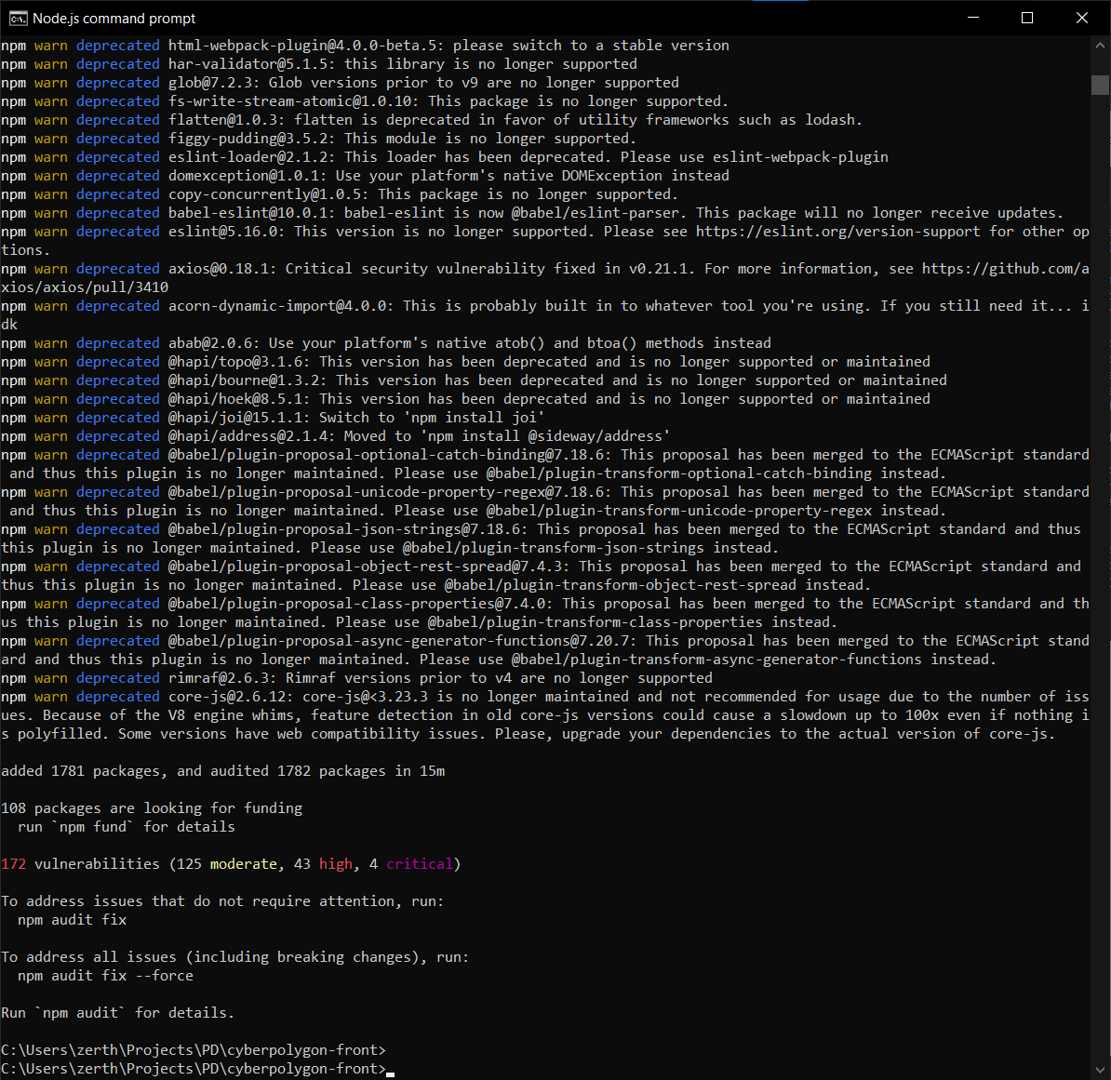 Node.js command prompt
npm warn deprecated html-webpack-plugin@4.0.0-beta.5: please switch to a stable version
npm warn deprecated har-validator@5.1.5: this library is no longer supported
npm warn deprecated glob@7.2.3: Glob versions prior to v9 are no longer supported
npm warn deprecated fs-write-stream-atomic@1.0.10: This package is no longer supported.
npm warn deprecated flatten@1.0.3: flatten is deprecated in favor of utility frameworks such as lodash.
npm warn deprecated figgy-pudding@3.5.2: This module is no longer supported.
npm warn deprecated eslint-loader@2.1.2: This loader has been deprecated. Please use eslint-webpack-plugin
npm warn deprecated domexception@1.0.1: Use your platform's native DOMException instead
npm warn deprecated copy-concurrently@1.0.5: This package is no longer supported.
npm warn deprecated babel-eslint@10.0.1: babel-eslint is now @babel/eslint-parser. This package will no longer receive updates.
npm warn deprecated eslint@5.16.0: This version is no longer supported. Please see https://eslint.org/version-support for other op
tions.
npm warn deprecated axios@0.18.1: Critical security vulnerability fixed in v0.21.1. For more information, see https://github.com/a
xios/axios/pull/3410
npm warn deprecated acorn-dynamic-import@4.0.0: This is probably built in to whatever tool you're using. If you still need it... i
dk
npm warn deprecated abab@2.0.6: Use your platform's native atob() and btoa() methods instead
npm warn deprecated @hapi/topo@3.1.6: This version has been deprecated and is no longer supported or maintained
npm warn deprecated @hapi/bourne@1.3.2: This version has been deprecated and is no longer supported or maintained
npm warn deprecated @hapi/hoek@8.5.1: This version has been deprecated and is no longer supported or maintained
npm warn deprecated @hapi/joi@15.1.1: Switch to 'npm install joi'
npm warn deprecated @hapi/address@2.1.4: Moved to 'npm install @sideway/address'
npm warn deprecated @babel/plugin-proposal-optional-catch-binding@7.18.6: This proposal has been merged to the ECMAScript standard
 and thus this plugin is no longer maintained. Please use @babel/plugin-transform-optional-catch-binding instead.
npm warn deprecated @babel/plugin-proposal-unicode-property-regex@7.18.6: This proposal has been merged to the ECMAScript standard
 and thus this plugin is no longer maintained. Please use @babel/plugin-transform-unicode-property-regex instead.
npm warn deprecated @babel/plugin-proposal-json-strings@7.18.6: This proposal has been merged to the ECMAScript standard and thus
this plugin is no longer maintained. Please use @babel/plugin-transform-json-strings instead.
npm warn deprecated @babel/plugin-proposal-object-rest-spread@7.4.3: This proposal has been merged to the ECMAScript standard and
thus this plugin is no longer maintained. Please use @babel/plugin-transform-object-rest-spread instead.
npm warn deprecated @babel/plugin-proposal-class-properties@7.4.0: This proposal has been merged to the ECMAScript standard and th
us this plugin is no longer maintained. Please use @babel/plugin-transform-class-properties instead.
npm warn deprecated @babel/plugin-proposal-async-generator-functions@7.20.7: This proposal has been merged to the ECMAScript stand
ard and thus this plugin is no longer maintained. Please use @babel/plugin-transform-async-generator-functions instead.
npm warn deprecated rimraf@2.6.3: Rimraf versions prior to v4 are no longer supported
npm warn deprecated core-js@2.6.12: core-js@<3.23.3 is no longer maintained and not recommended for usage due to the number of iss
ues. Because of the V8 engine whims, feature detection in old core-js versions could cause a slowdown up to 100x even if nothing i
s polyfilled. Some versions have web compatibility issues. Please, upgrade your dependencies to the actual version of core-js.
added 1781 packages, and audited 1782 packages in 15m
108 packages are looking for funding
  run `npm fund` for details
172 vulnerabilities (125 moderate, 43 high, 4 critical)
To address issues that do not require attention, run:
  npm audit fix
To address all issues (including breaking changes), run:
  npm audit fix --force
Run `npm audit` for details.
C:\Users\zerth\Projects\PD\cyberpolygon-front>
C:\Users\zerth\Projects\PD\cyberpolygon-front>